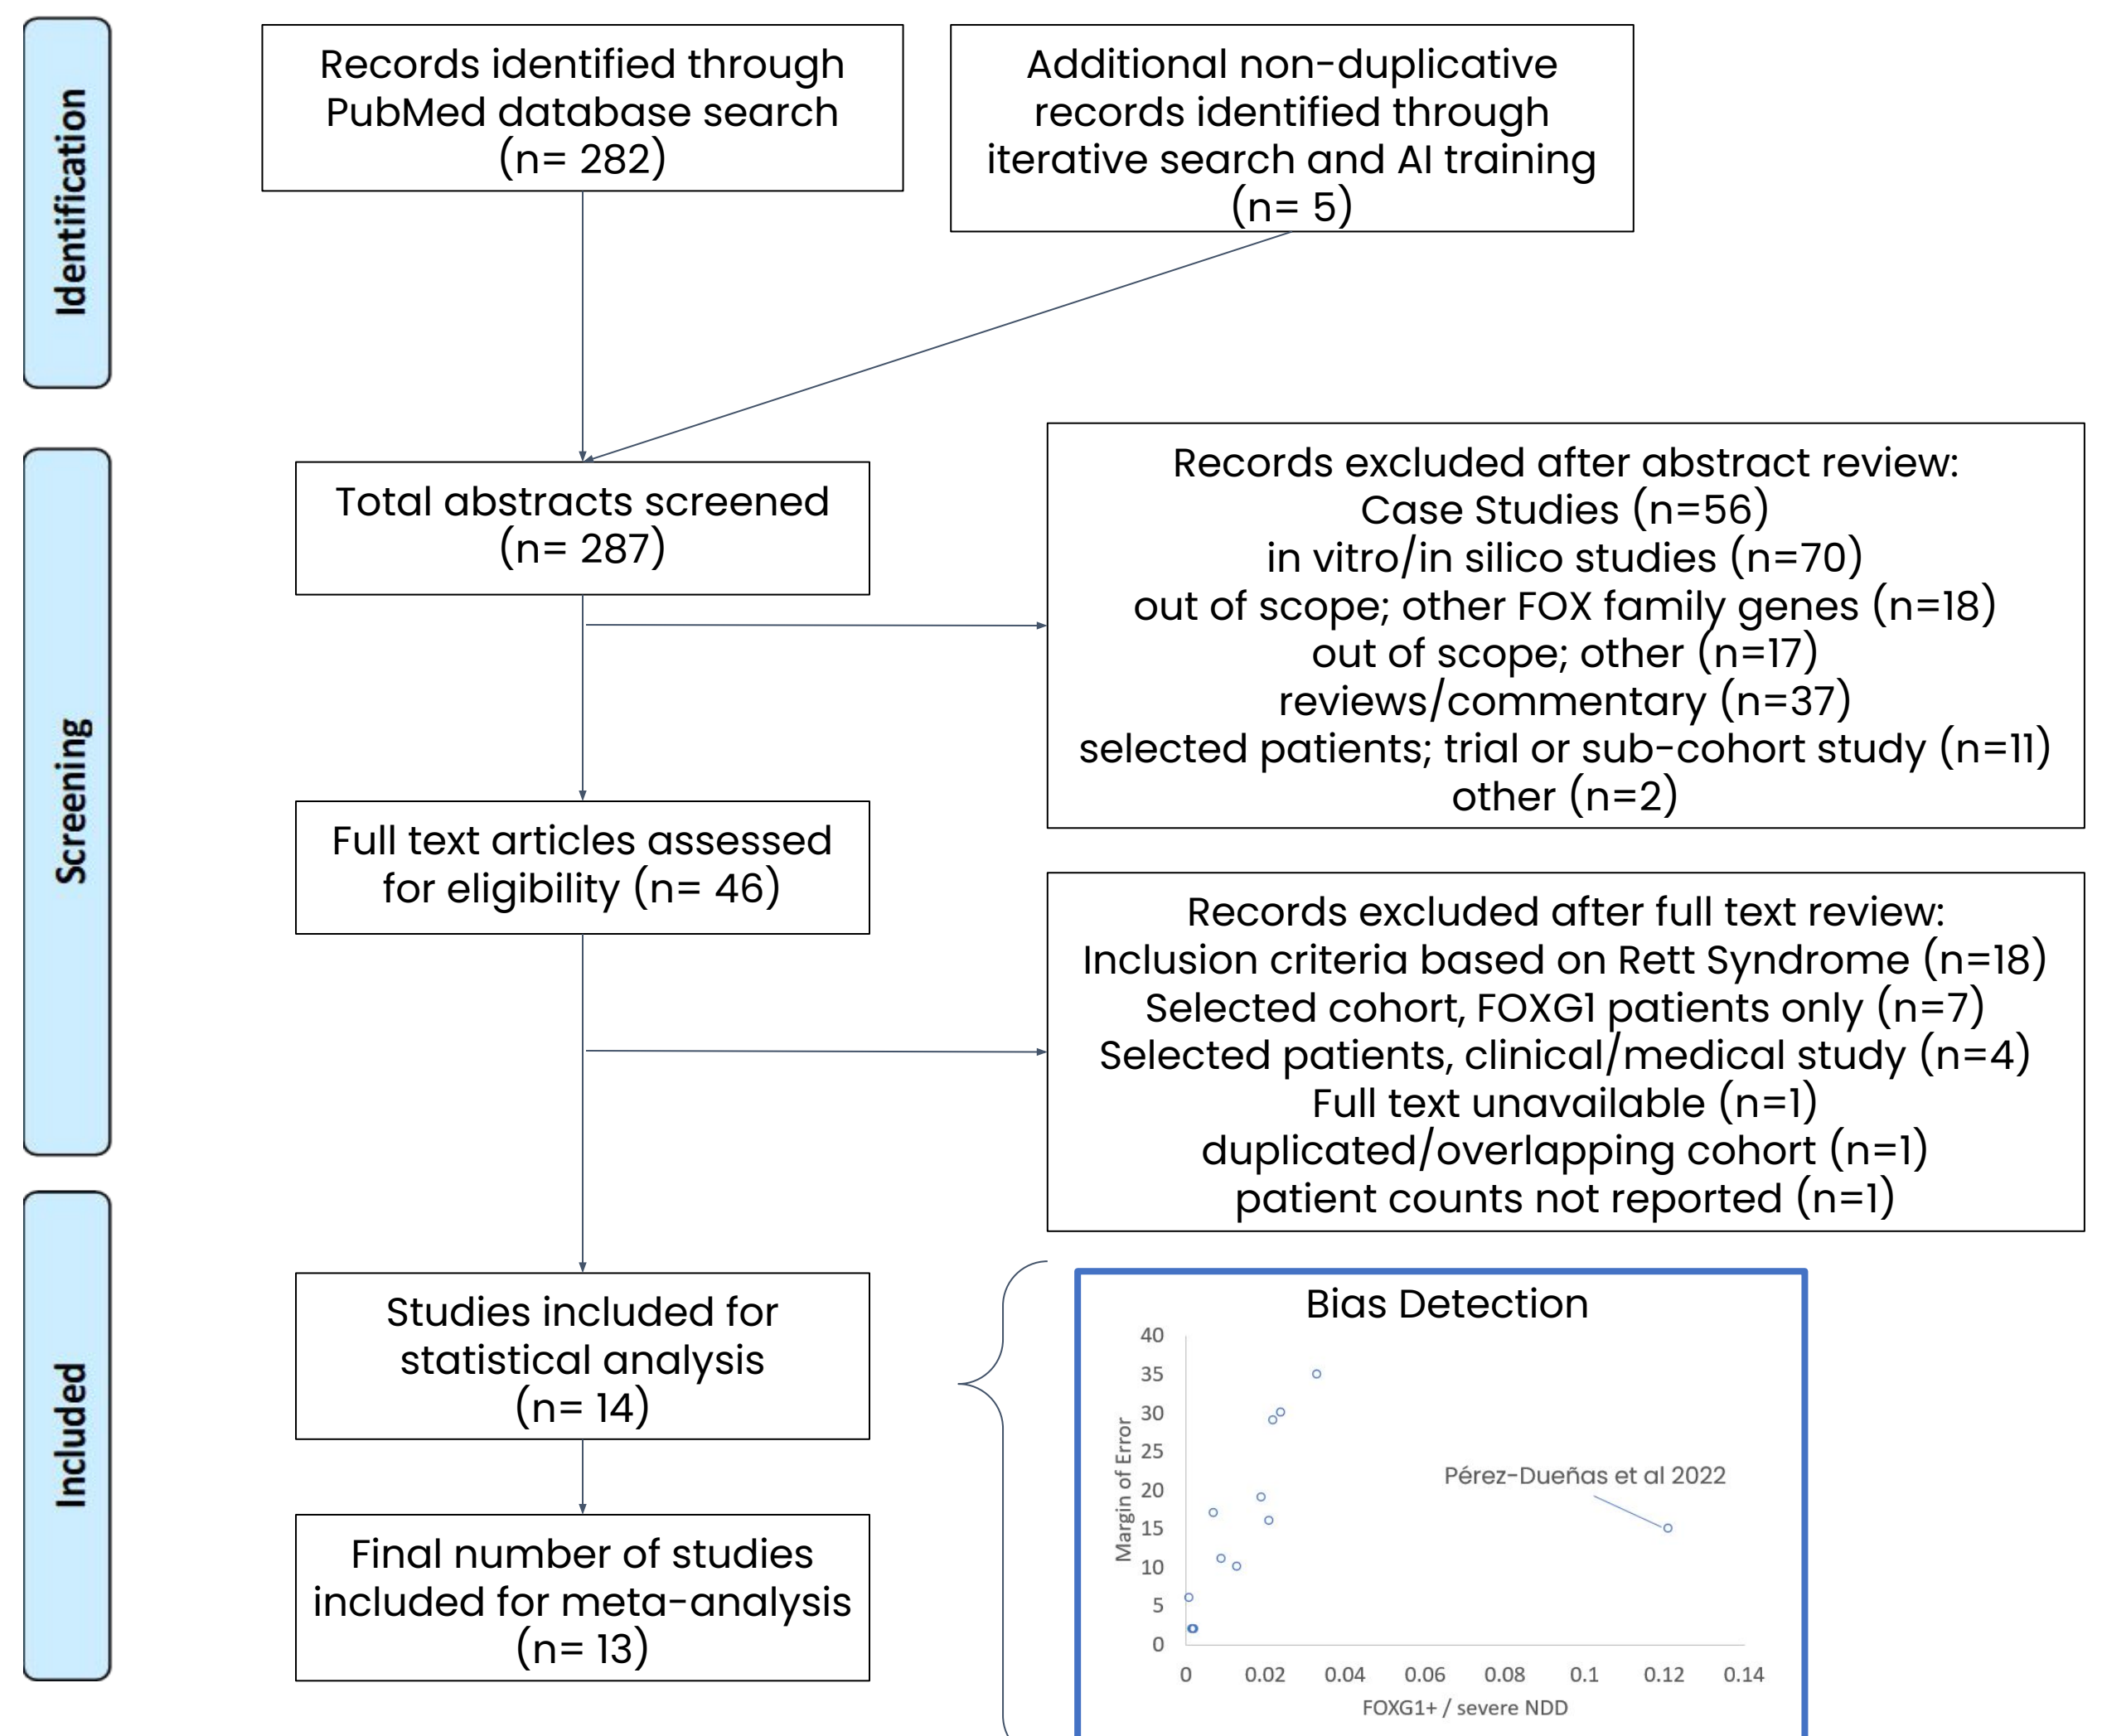 Identification
Records identified through
PubMed database search
(n= 282)
Additional non-duplicative
records identified through
iterative search and AI training
(n= 5)
Screening
Total abstracts screened
(n= 287)
Records excluded after abstract review:
Case Studies (n=56)
in vitro/in silico studies (n=70)
out of scope; other FOX family genes (n=18)
out of scope; other (n=17)
reviews/commentary (n=37)
selected patients; trial or sub-cohort study (n=11)
other (n=2)
Full text articles assessed
for eligibility (n= 46)
Records excluded after full text review:
Inclusion criteria based on Rett Syndrome (n=18)
Selected cohort, FOXG1 patients only (n=7)
Selected patients, clinical/medical study (n=4)
Full text unavailable (n=1)
duplicated/overlapping cohort (n=1)
patient counts not reported (n=1)
Included
Studies included for
statistical analysis
(n= 14)
Final number of studies
included for meta-analysis
(n= 13)
Bias Detection
Margin of Error
40
35
30
25
20
15
10
5
0
Pérez-Dueñas et al 2022
0 0.02 0.04 0.06 0.08 0.1 0.12 0.14
FOXG1+ / severe NDD